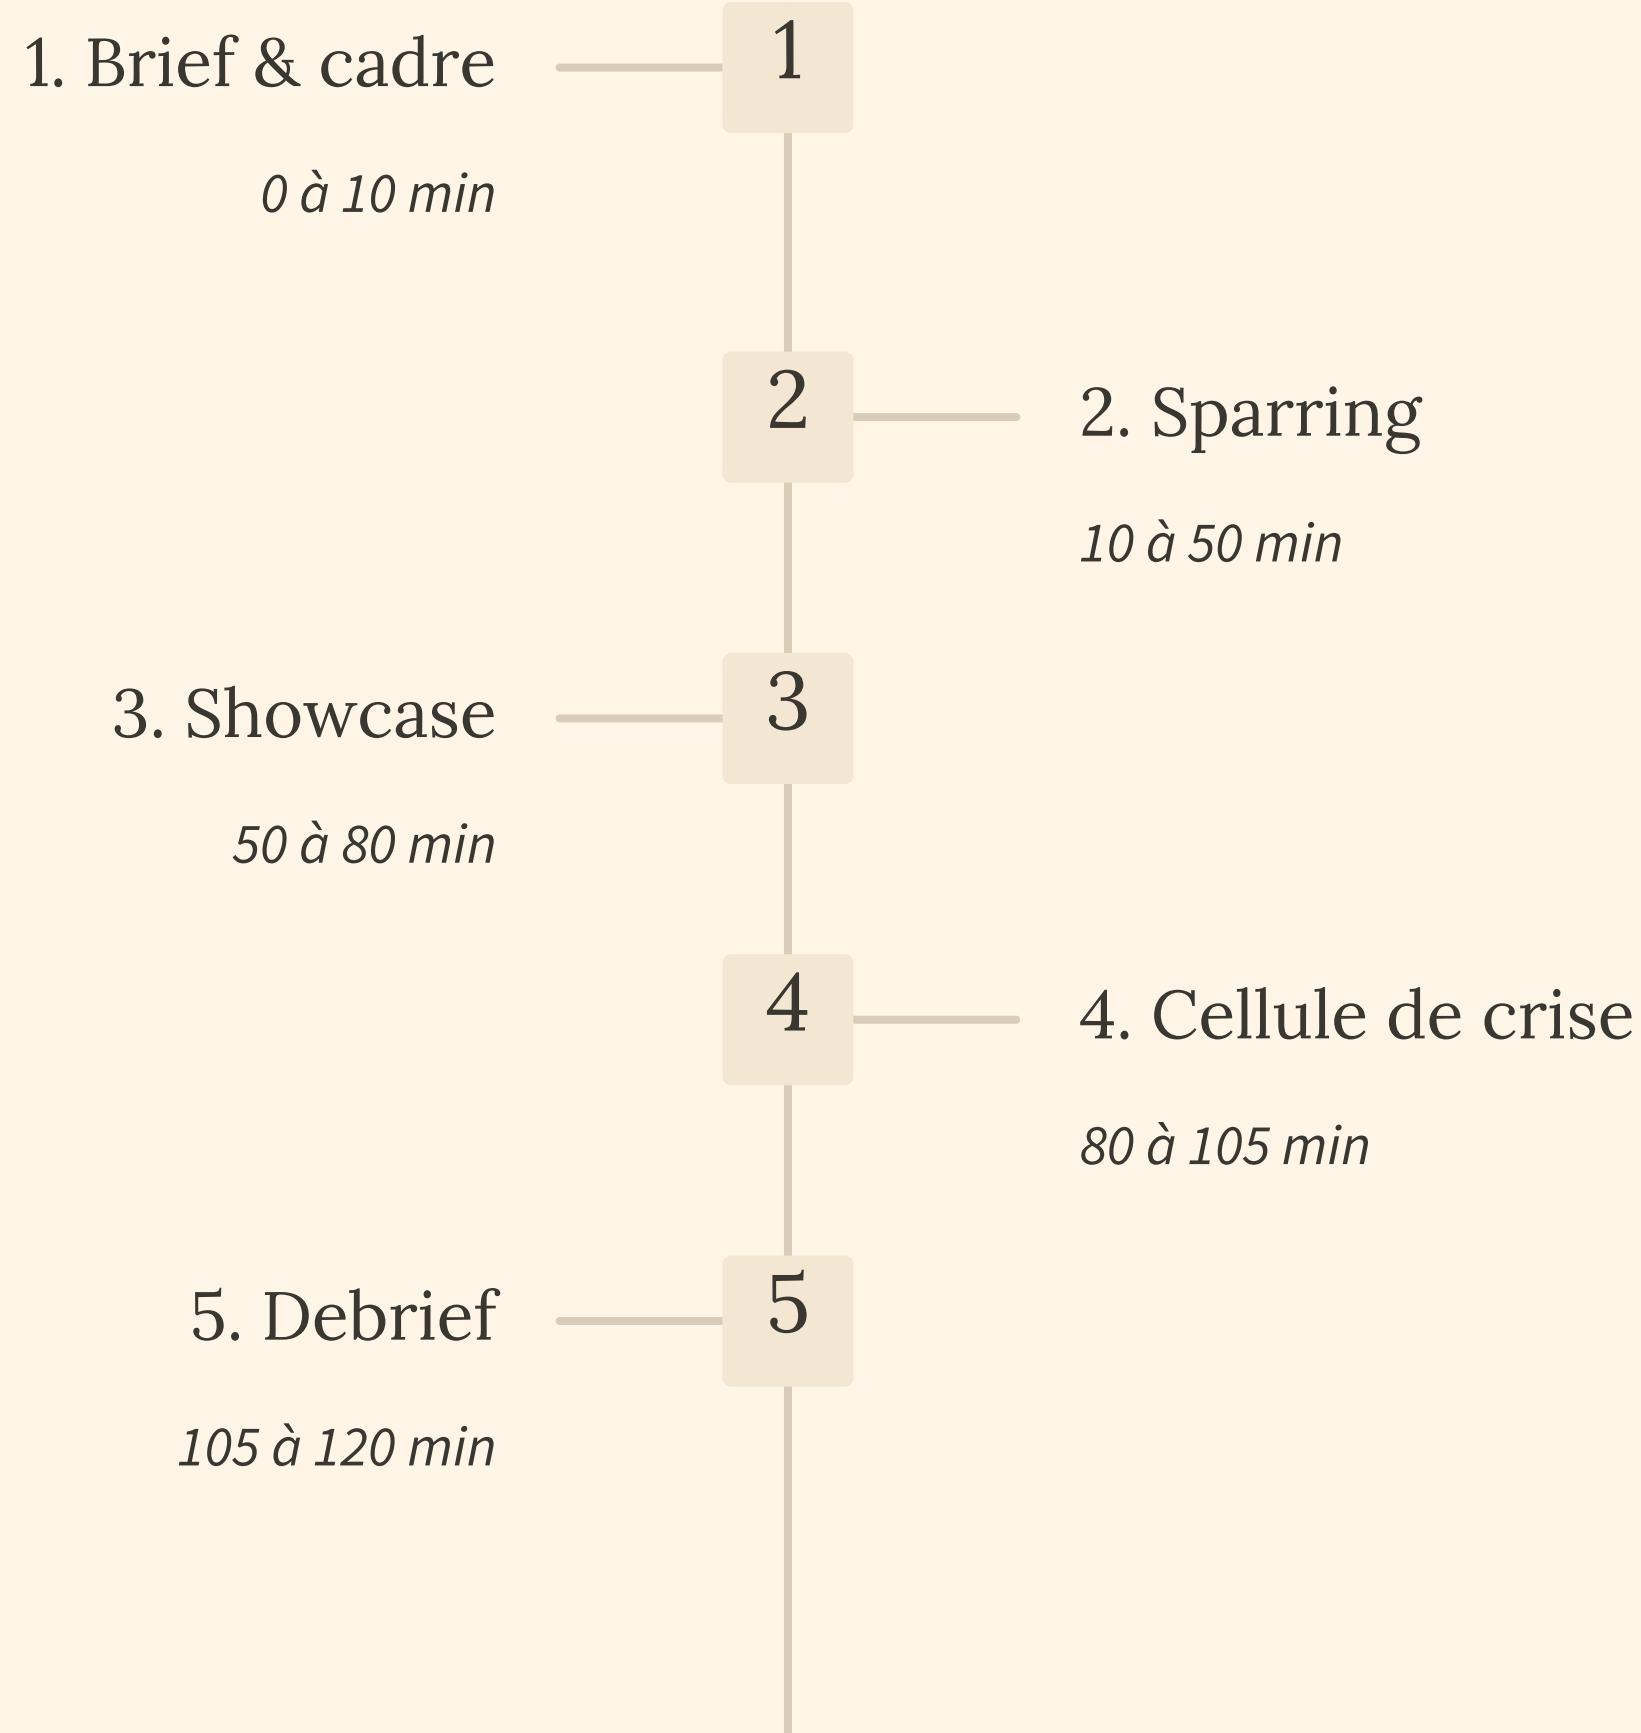 1
1. Brief & cadre
0 à 10 min
2
2. Sparring
10 à 50 min
3
3. Showcase
50 à 80 min
4
4. Cellule de crise
80 à 105 min
5
5. Debrief
105 à 120 min